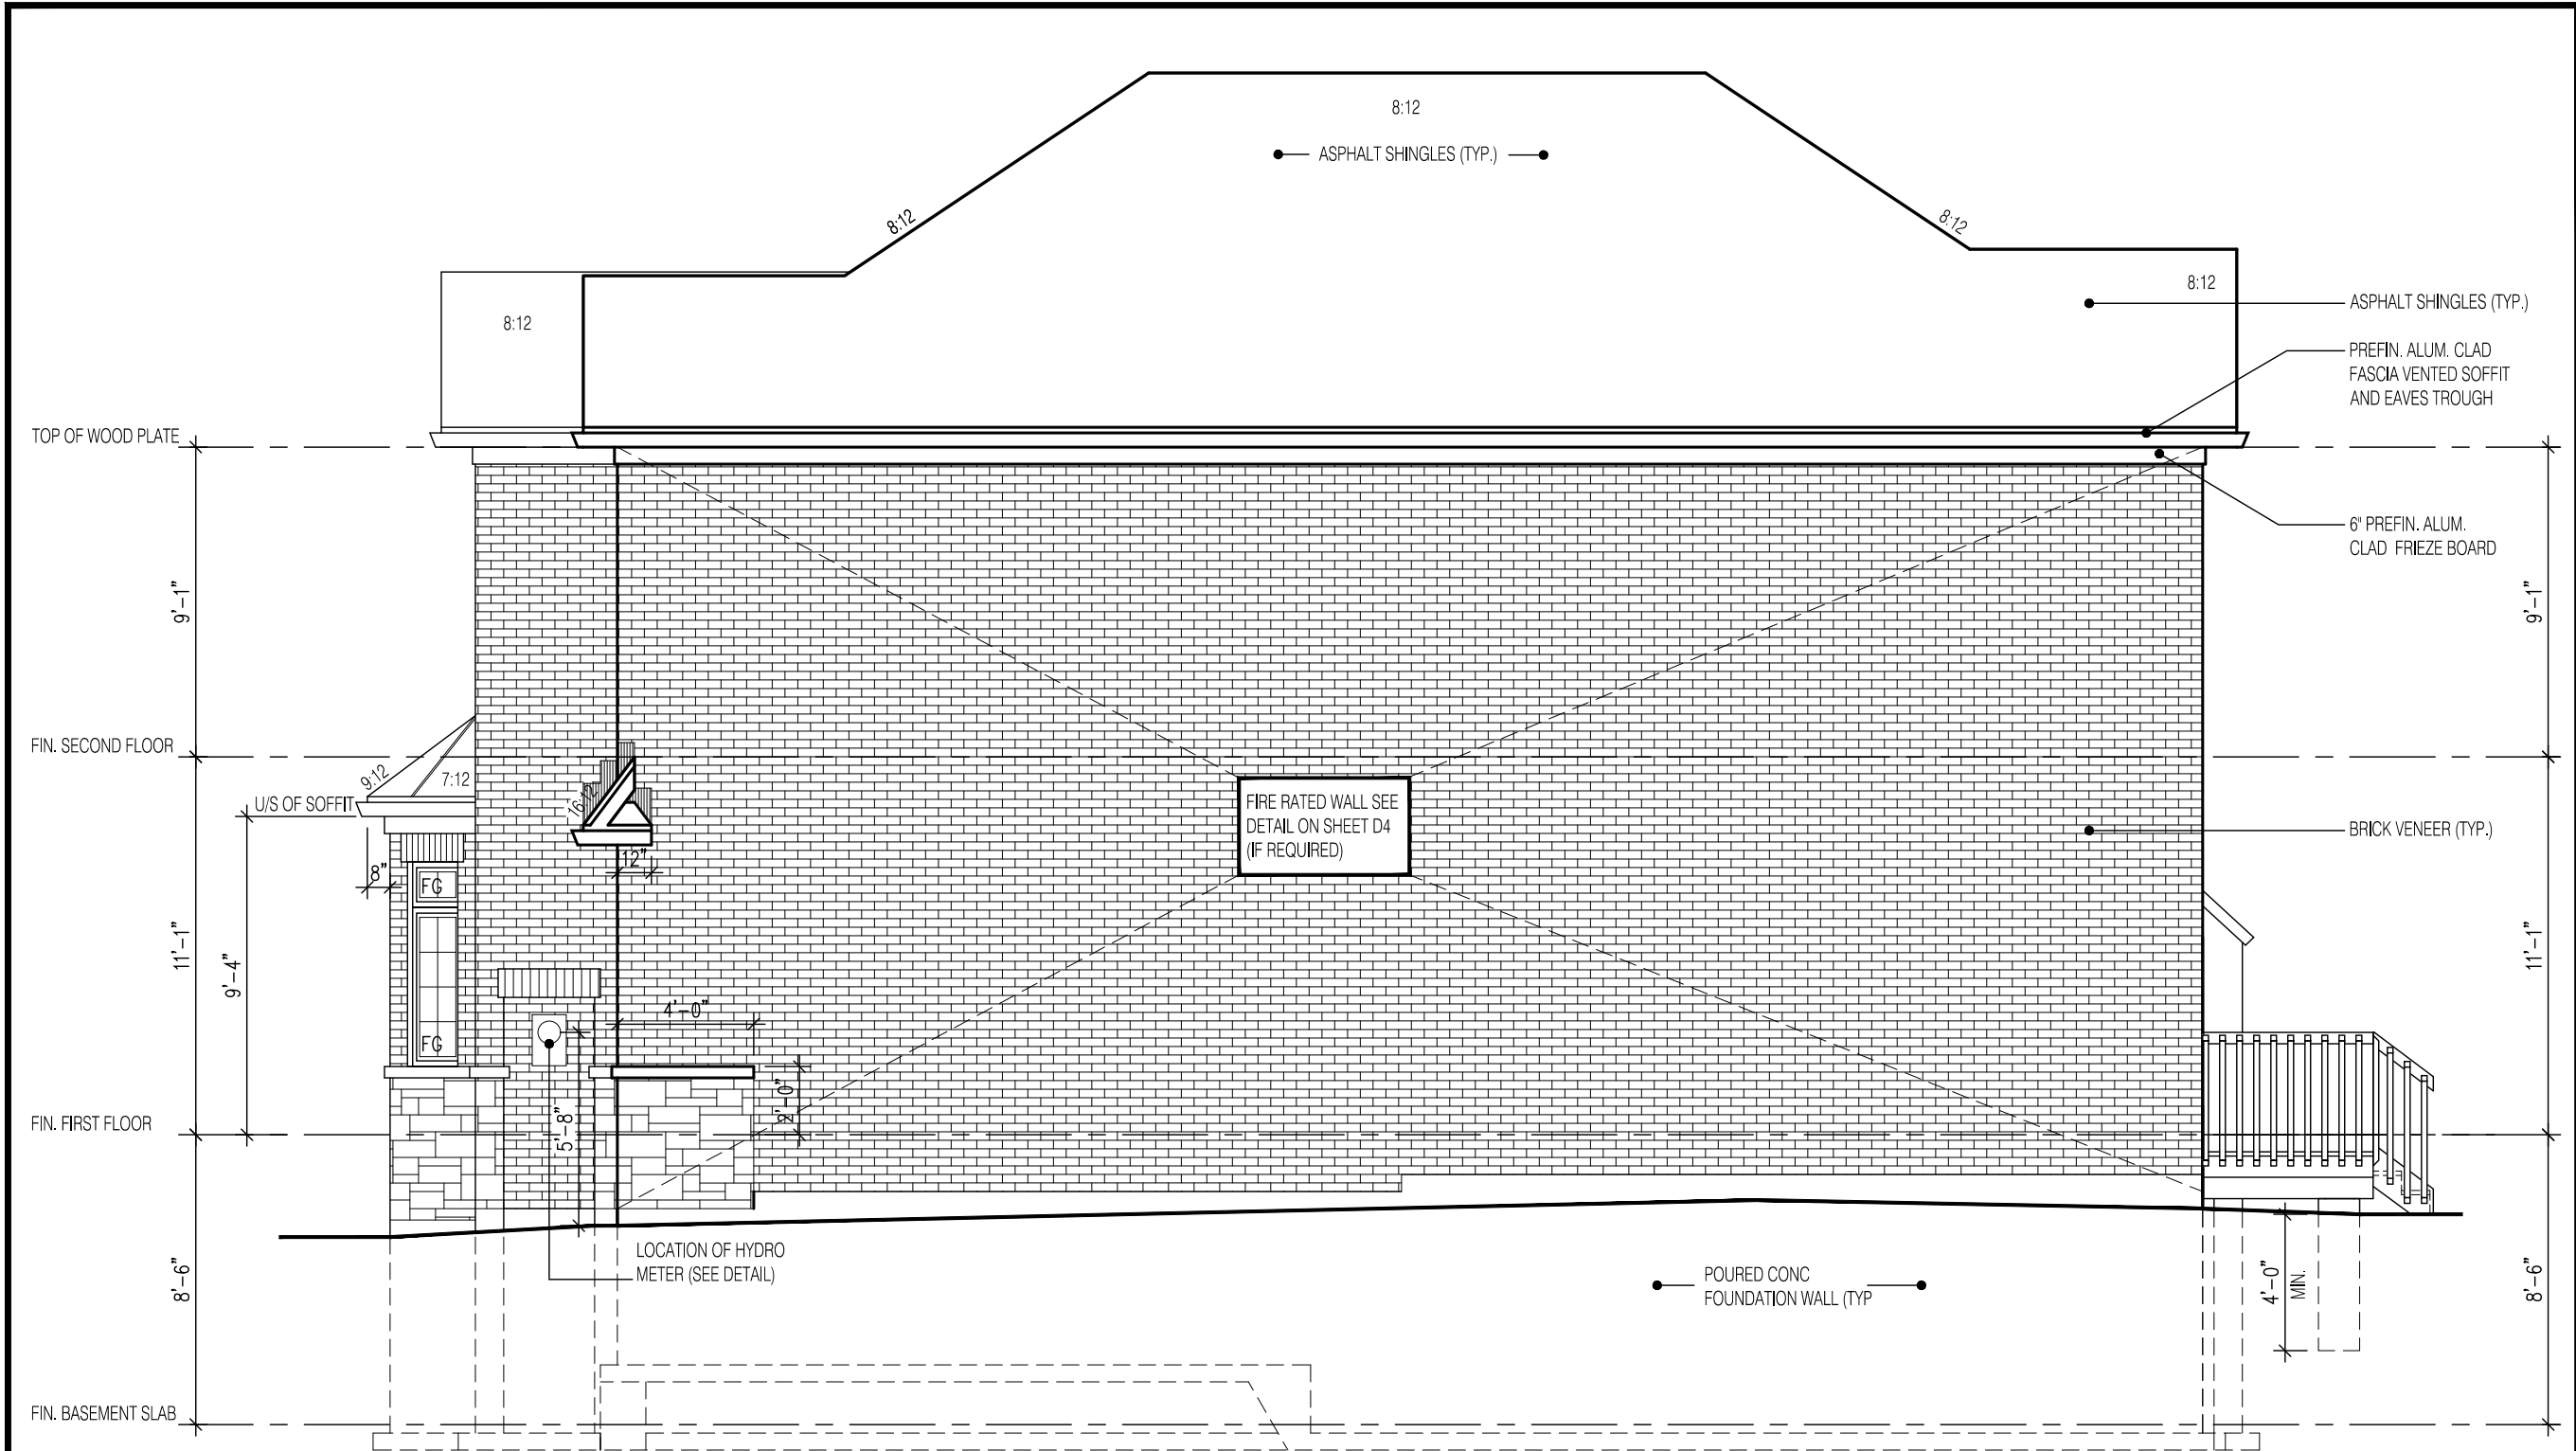 8:12
ASPHALT SHINGLES (TYP.)
8:12
8:12
8:12
8:12
ASPHALT SHINGLES (TYP.)
PREFIN. ALUM. CLAD
FASCIA VENTED SOFFIT
AND EAVES TROUGH
TOP OF WOOD PLATE
6" PREFIN. ALUM.
CLAD FRIEZE BOARD
9'-1"
9'-1"
FIN. SECOND FLOOR
9:12
7:12
16:12
U/S OF SOFFIT
FIRE RATED WALL SEE
DETAIL ON SHEET D4
(IF REQUIRED)
BRICK VENEER (TYP.)
12"
8"
FG
11'-1"
9'-4"
11'-1"
4'-0"
FG
2'-0"
5'-8"
FIN. FIRST FLOOR
LOCATION OF HYDRO
METER (SEE DETAIL)
POURED CONC
FOUNDATION WALL (TYP
8'-6"
4'-0"
MIN.
8'-6"
FIN. BASEMENT SLAB